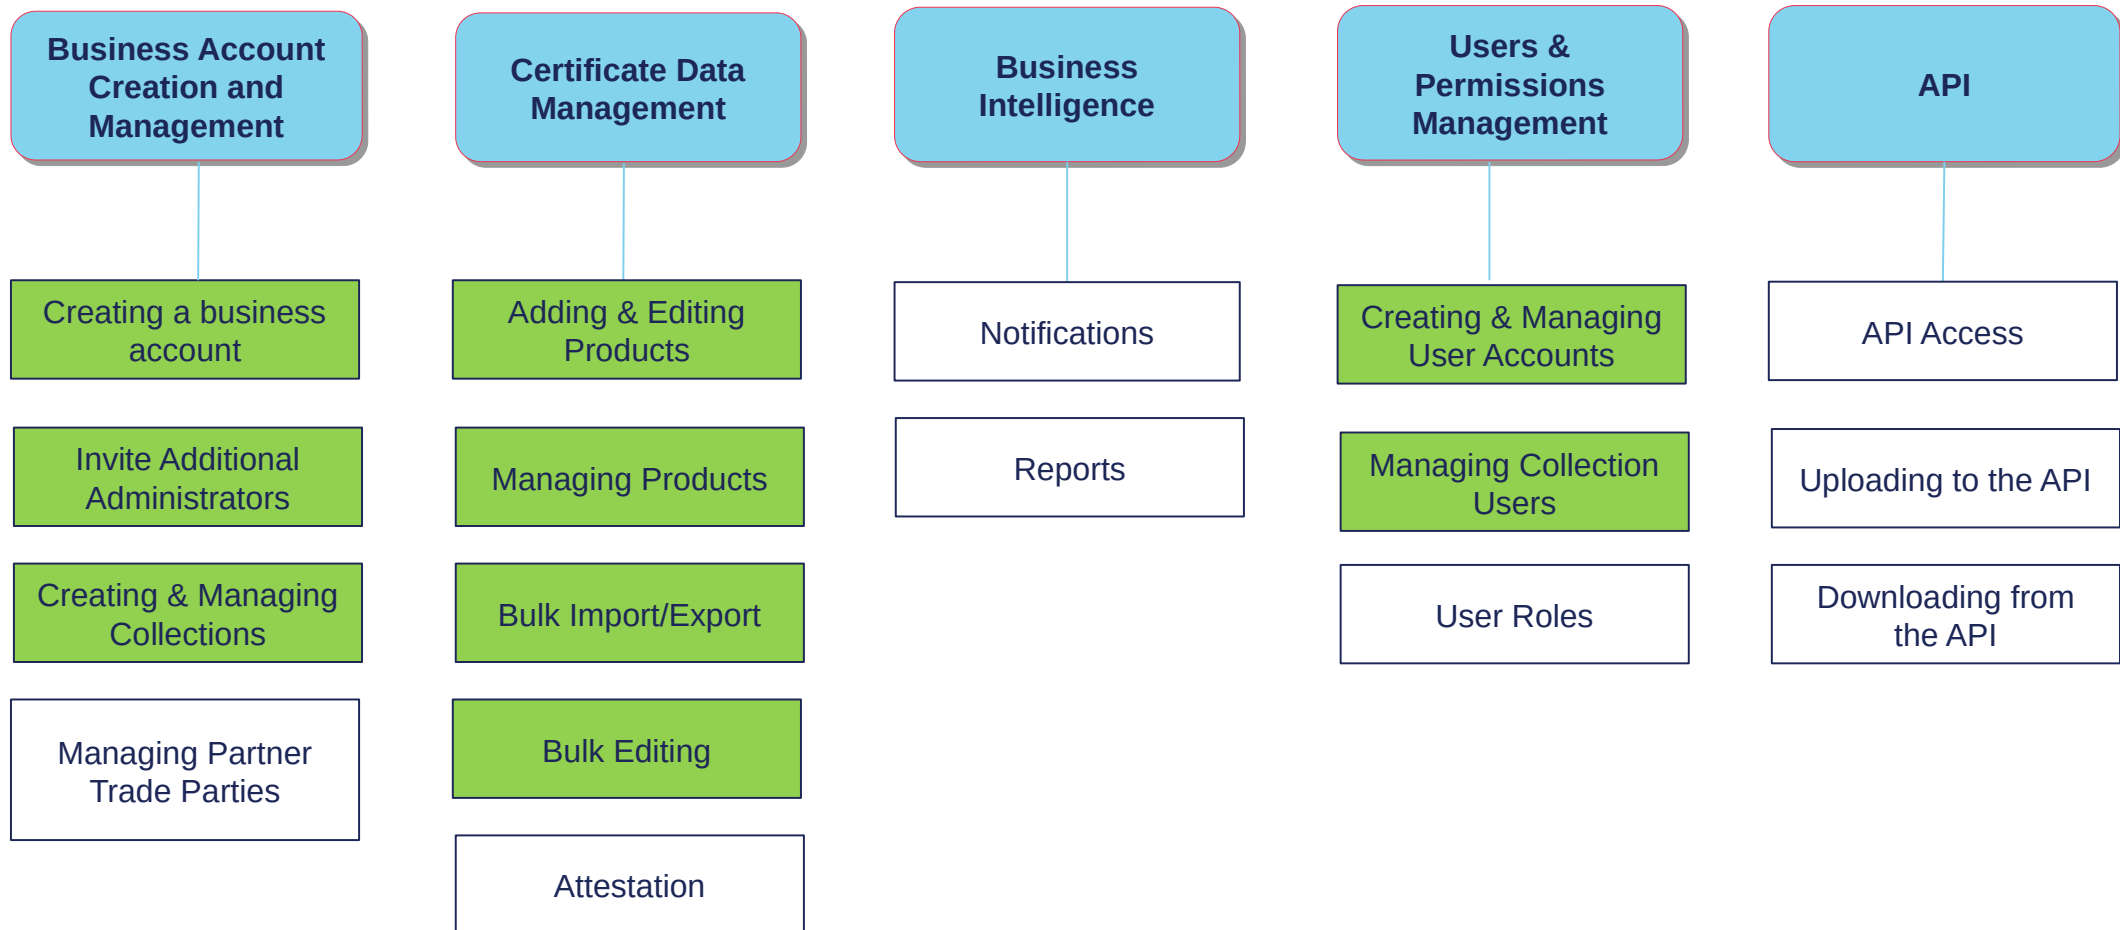 Business Account
Creation and
Management
Certificate Data
Management
Business
Intelligence
Users &
Permissions
Management
API
Creating a business
account
Invite Additional
Administrators
Creating & Managing
Collections
Managing Partner
Trade Parties
Adding & Editing
Products
Managing Products
Bulk Import/Export
Bulk Editing
Attestation
Notifications
Reports
Creating & Managing
User Accounts
Managing Collection
Users
User Roles
API Access
Uploading to the API
Downloading from
the API